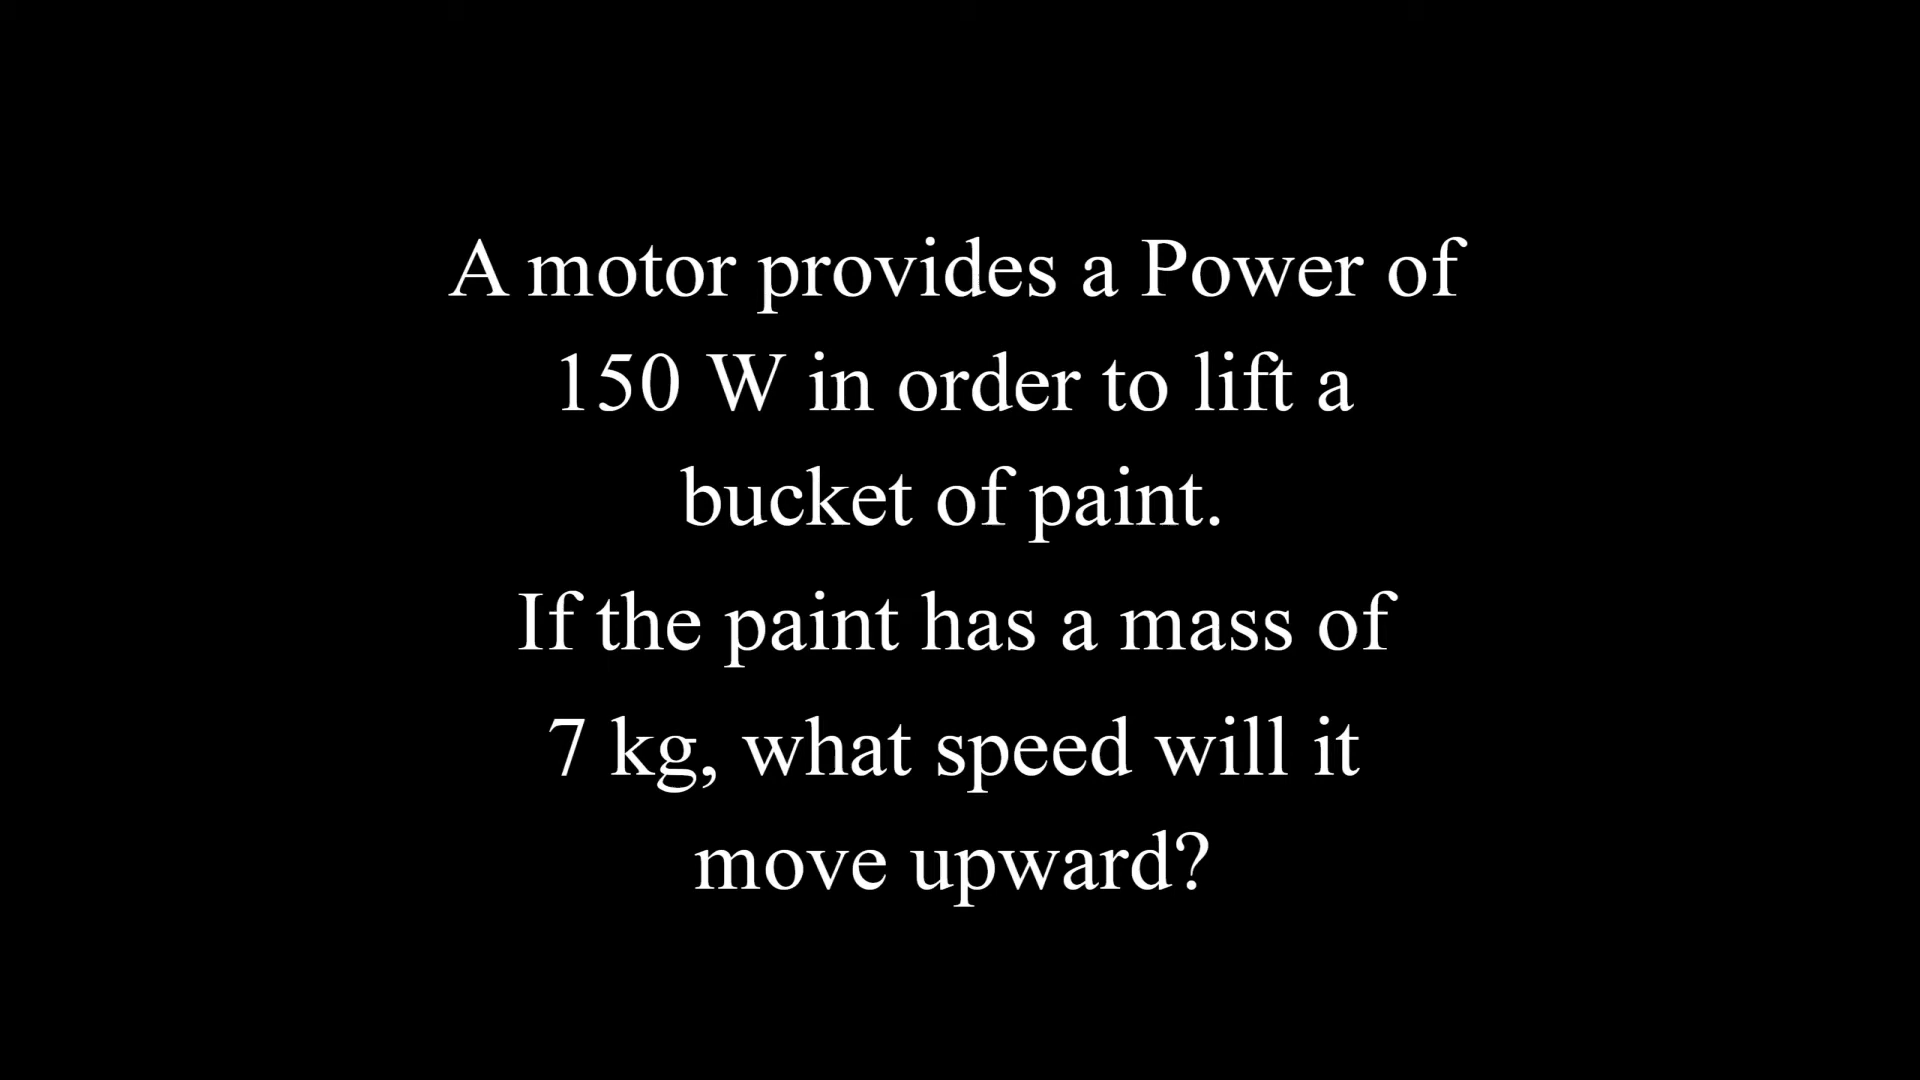 A motor provides a Power of
150 W in order to lift a
bucket of paint.
If the paint has a mass of
7 kg, what speed will it
move upward?